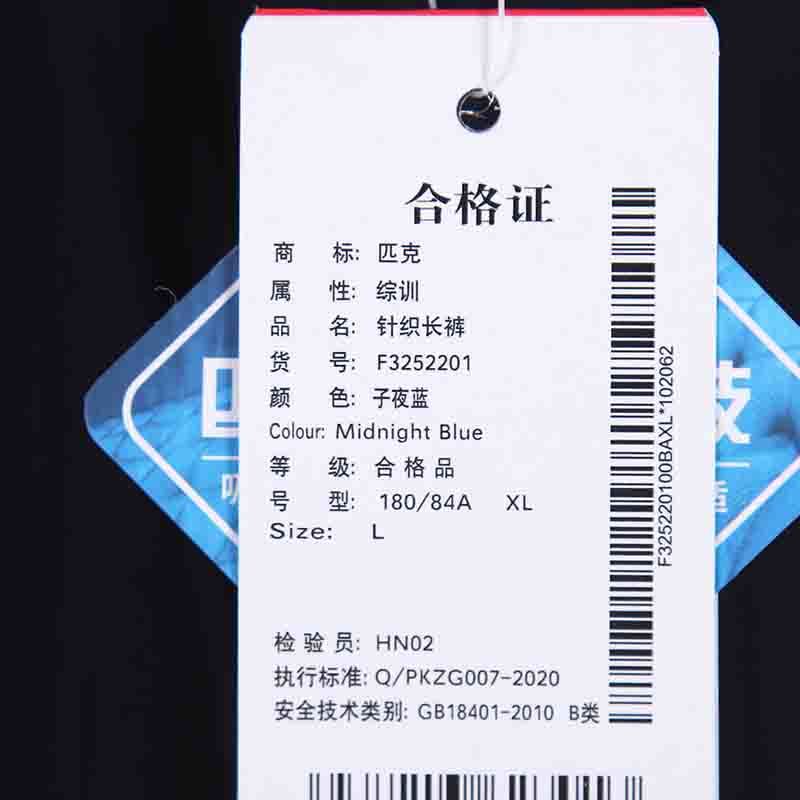 合格证
商 标: 匹克
属 性: 综训
品 名: 针织长裤
货 号: F3252201
颜 色: 子夜蓝
Colour: Midnight Blue
等 级: 合格品
号 型: 180/84A XL
Size: L
检验员: HN02
执行标准: Q/PKZG007-2020
安全技术类别: GB18401-2010 B类
F325220100BAXL*102062
技
适